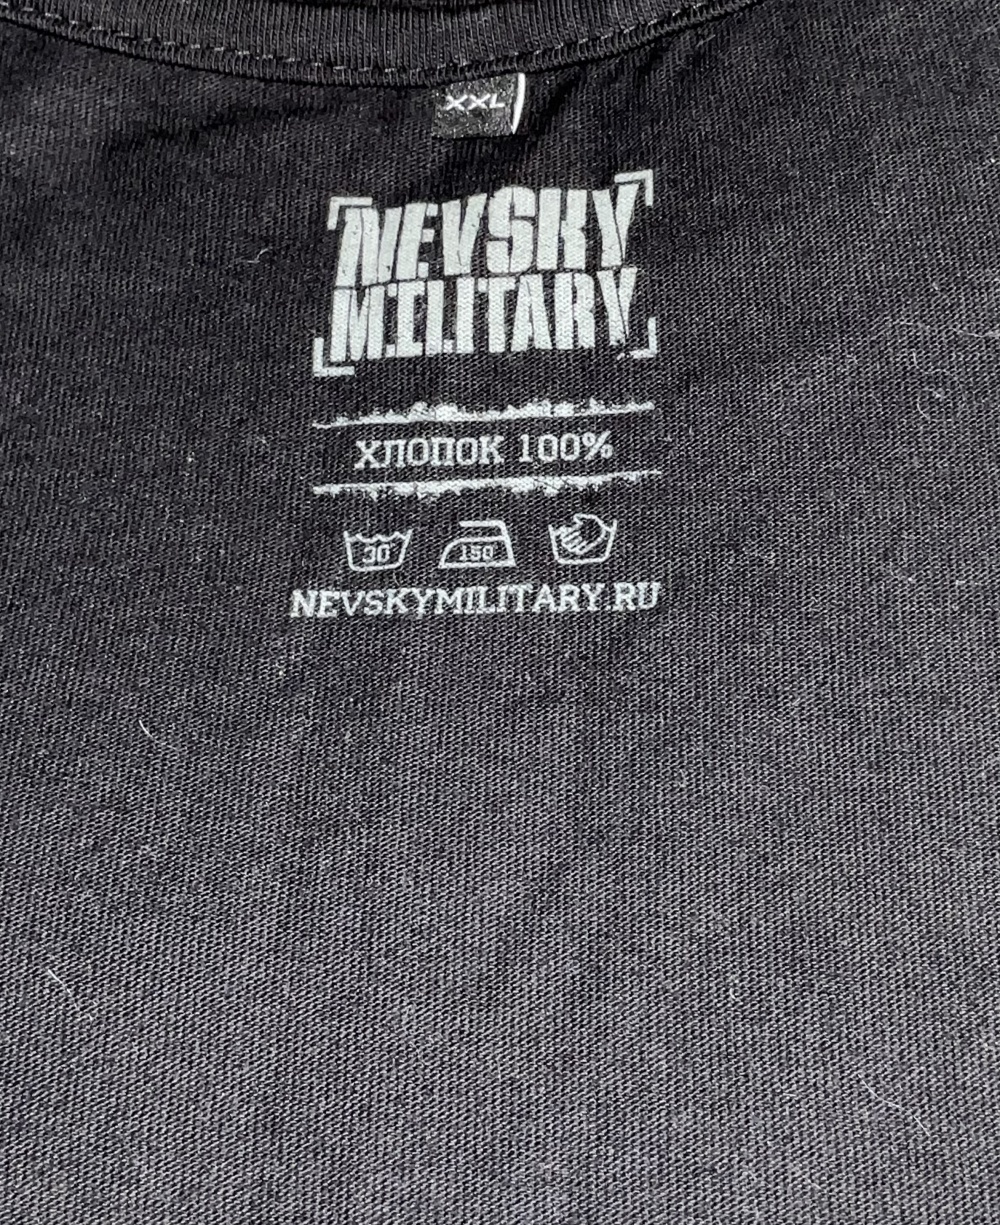 XXL
NEVSKY
MILITARY
ХЛОПОК 100%
30 150
NEVSKYMILITARY.RU